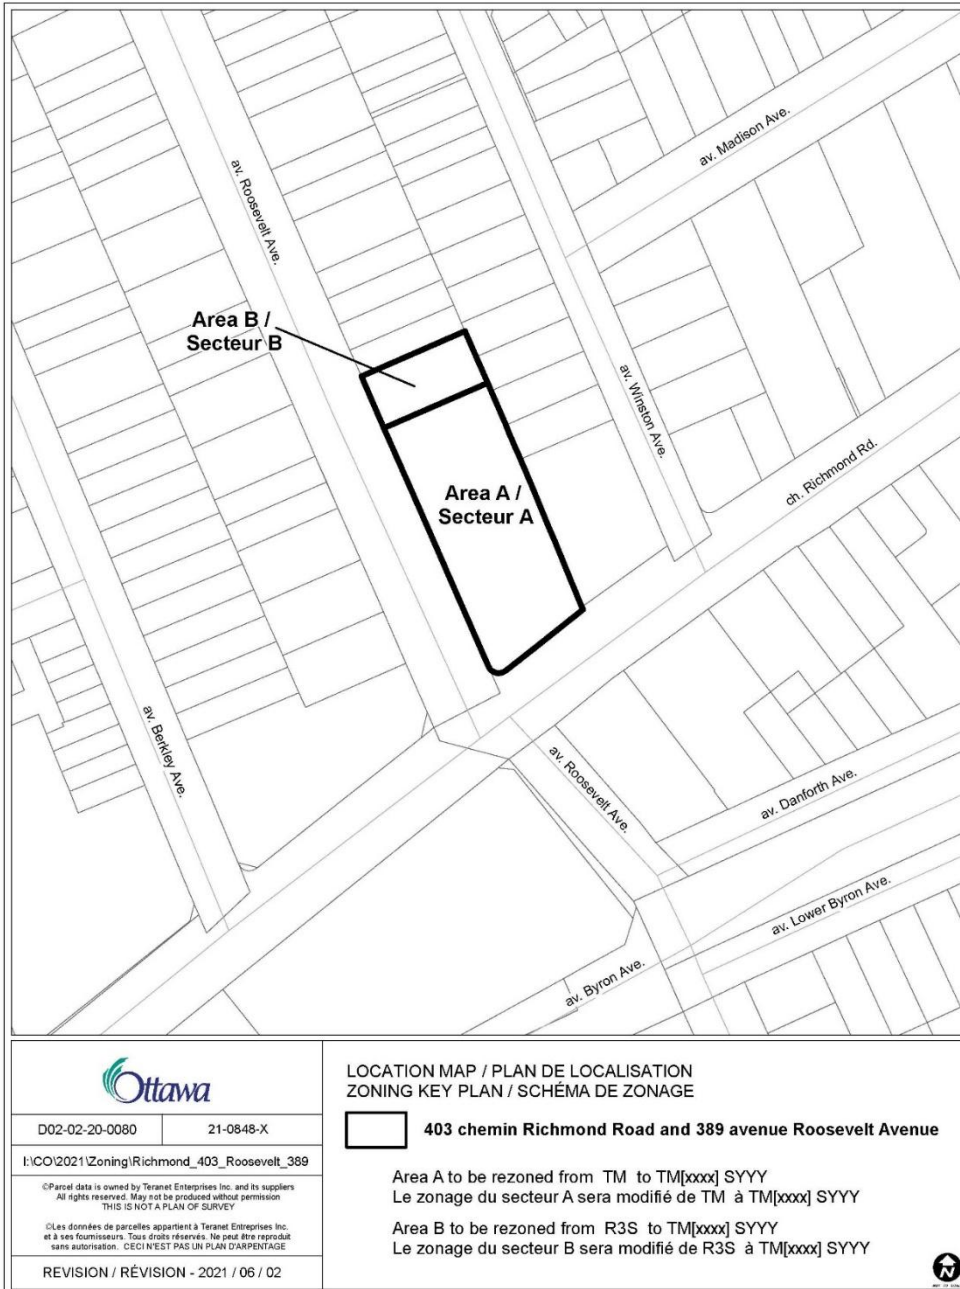 av. Madison Ave.
av. Roosevelt Ave.
Area B /
Secteur B
av. Winston Ave.
ch. Richmond Rd.
Area A /
Secteur A
av. Berkley Ave.
av. Roosevelt Ave.
av. Danforth Ave.
av. Lower Byron Ave.
av. Byron Ave.
Ottawa
D02-02-20-0080
21-0848-X
I:\CO\2021\Zoning\Richmond_403_Roosevelt_389
©Parcel data is owned by Teranet Enterprises Inc. and its suppliers
All rights reserved. May not be produced without permission
THIS IS NOT A PLAN OF SURVEY
©Les données de parcelles appartient à Teranet Entreprises Inc.
et à ses fournisseurs. Tous droits réservés. Ne peut être reproduit
sans autorisation. CECI N'EST PAS UN PLAN D'ARPENTAGE
REVISION / RÉVISION - 2021 / 06 / 02
LOCATION MAP / PLAN DE LOCALISATION
ZONING KEY PLAN / SCHÉMA DE ZONAGE
403 chemin Richmond Road and 389 avenue Roosevelt Avenue
Area A to be rezoned from TM to TM[xxxx] SYYY
Le zonage du secteur A sera modifié de TM à TM[xxxx] SYYY
Area B to be rezoned from R3S to TM[xxxx] SYYY
Le zonage du secteur B sera modifié de R3S à TM[xxxx] SYYY
N